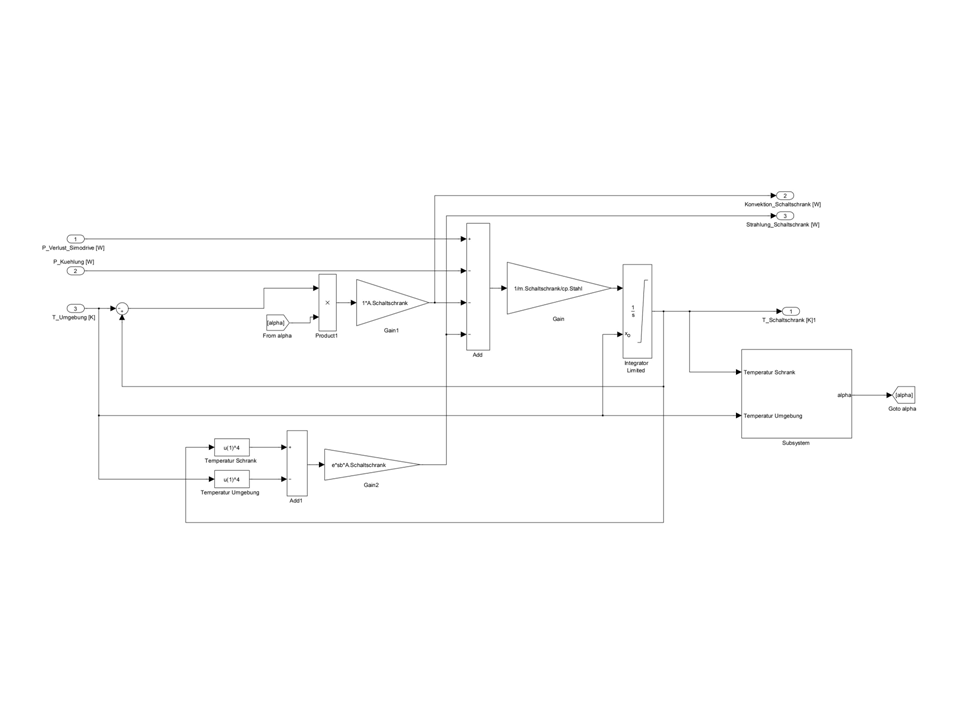 2
Konvektion_Schaltschrank [W]
3
Strahlung_Schaltschrank [W]
1
P_Verlust_Simodrive [W]
P_Kuehlung [W]
2
3
T_Umgebung [K]
+
[alpha]
From alpha
×
Product1
1*A.Schaltschrank
Gain1
+
−
−
−
Add
1/m.Schaltschrank/cp.Stahl
Gain
1
s
xo
Integrator
Limited
1
T_Schaltschrank [K]1
Temperatur Schrank
alpha
Temperatur Umgebung
Subsystem
[alpha]
Goto alpha
u(1)^4
Temperatur Schrank
u(1)^4
Temperatur Umgebung
+
−
Add1
e*sb*A.Schaltschrank
Gain2